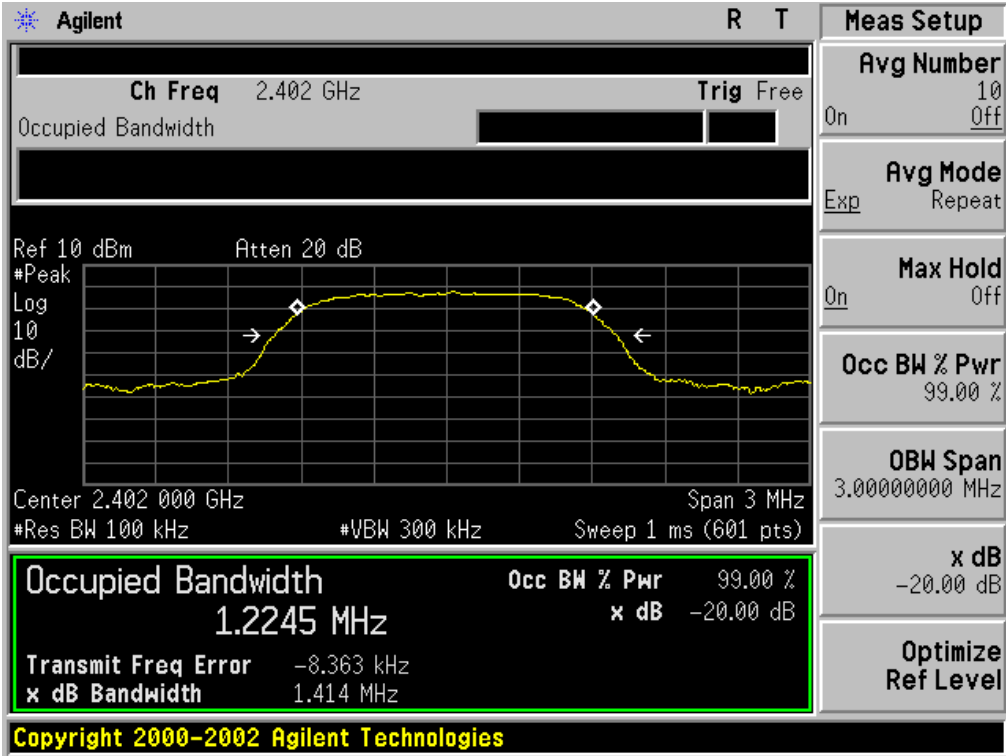 Agilent R T
Ch Freq 2.402 GHz Trig Free
Occupied Bandwidth
Ref 10 dBm Atten 20 dB
#Peak
Log
10
dB/
Center 2.402 000 GHz Span 3 MHz
#Res BW 100 kHz #VBW 300 kHz Sweep 1 ms (601 pts)
Occupied Bandwidth
1.2245 MHz
Occ BW % Pwr 99.00 %
x dB -20.00 dB
Transmit Freq Error -8.363 kHz
x dB Bandwidth 1.414 MHz
Copyright 2000-2002 Agilent Technologies
Meas Setup
Avg Number
10
On Off
Avg Mode
Exp Repeat
Max Hold
On Off
Occ BW % Pwr
99.00 %
OBW Span
3.00000000 MHz
x dB
-20.00 dB
Optimize
Ref Level